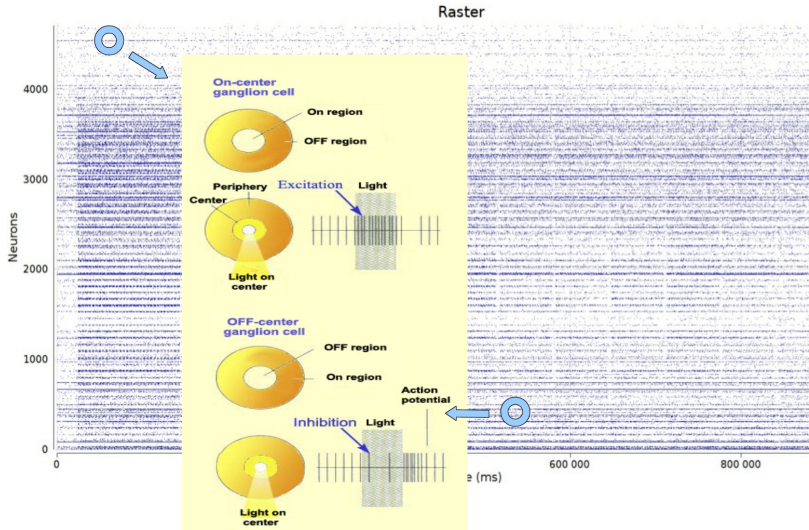 Raster
Neurons
4000
3000
2000
1000
0
0
600 000
800 000
(ms)
On-center
ganglion cell
On region
OFF region
Periphery
Center
Excitation
Light
Light on
center
OFF-center
ganglion cell
OFF region
On region
Action
potential
Inhibition
Light
Light on
center